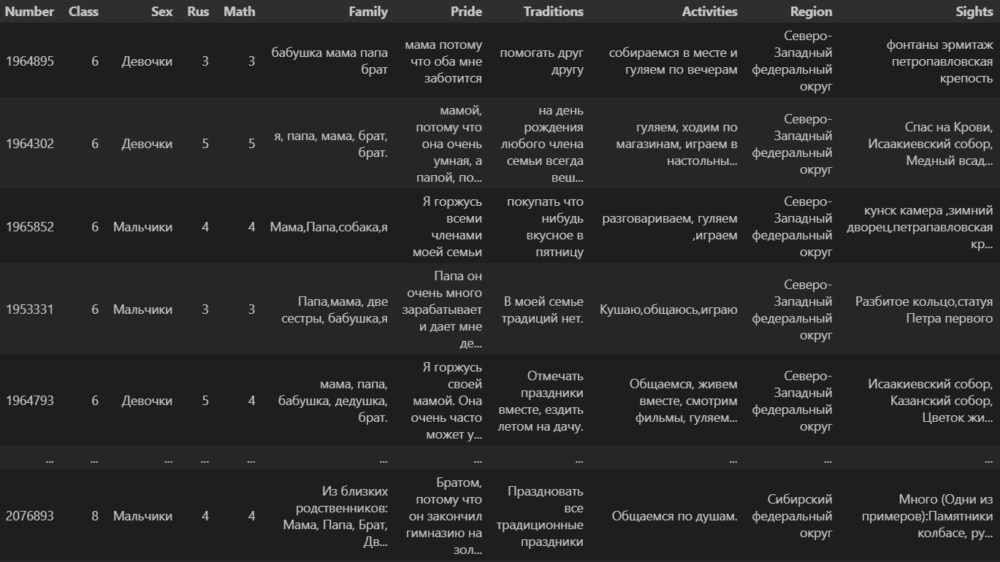 Number Class Sex Rus Math Family Pride Traditions Activities Region Sights
1964895 6 Девочки 3 3 бабушка мама папа брат мама потому что оба мне заботится помогать друг другу собираемся в месте и гуляем по вечерам Северо-Западный федеральный округ фонтаны эрмитаж петропавловская крепость
1964302 6 Девочки 5 5 я, папа, мама, брат, брат. мамой, потому что она очень умная, а папой, по... на день рождения любого члена семьи всегда веш... гуляем, ходим по магазинам, играем в настольны... Северо-Западный федеральный округ Спас на Крови, Исаакиевский собор, Медный всад...
1965852 6 Мальчики 4 4 Мама,Папа,собака,я Я горжусь всеми членами моей семьи покупать что нибудь вкусное в пятницу разговариваем, гуляем ,играем Северо-Западный федеральный округ кунск камера ,зимний дворец,петрапавловская кр...
1953331 6 Мальчики 3 3 Папа,мама, две сестры, бабушка,я Папа он очень много зарабатывает и дает мне де... В моей семье традиций нет. Кушаю,общаюсь,играю Северо-Западный федеральный округ Разбитое кольцо,статуя Петра первого
1964793 6 Девочки 5 4 мама, папа, бабушка, дедушка, брат. Я горжусь своей мамой. Она очень часто может у... Отмечать праздники вместе, ездить летом на дачу. Общаемся, живем вместе, смотрим фильмы, гуляем... Северо-Западный федеральный округ Исаакиевский собор, Казанский собор, Цветок жи...
... ... ... ... ... ... ... ... ... ... ...
2076893 8 Мальчики 4 4 Из близких родственников: Мама, Папа, Брат, Дв... Братом, потому что он закончил гимназию на зол... Праздновать все традиционные праздники Общаемся по душам. Сибирский федеральный округ Много (Одни из примеров):Памятники колбасе, ру...